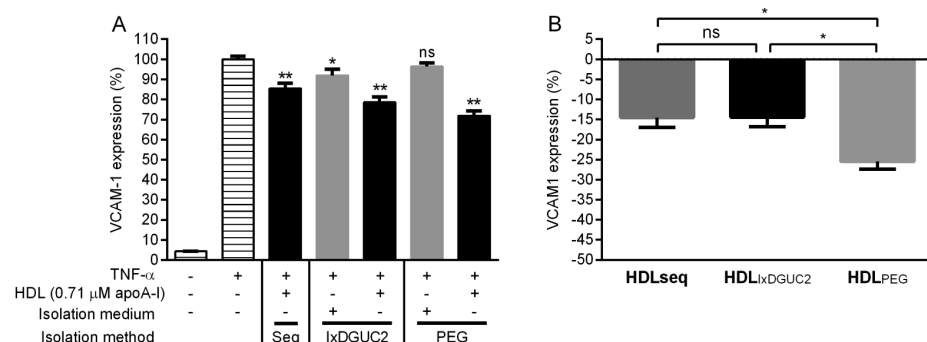 A
VCAM-1 expression (%)
110
100
90
80
70
60
50
40
30
20
10
0
**
*
**
ns
**
TNF-α - + + + + + +
HDL (0.71 μM apoA-I) - - + - + - +
Isolation medium - - - + - + -
Isolation method Seq IxDGUC2 PEG
B
*
ns
*
VCAM1 expression (%)
5
0
-5
-10
-15
-20
-25
-30
-35
-40
-45
-50
HDLseq HDLIxDGUC2 HDLPEG